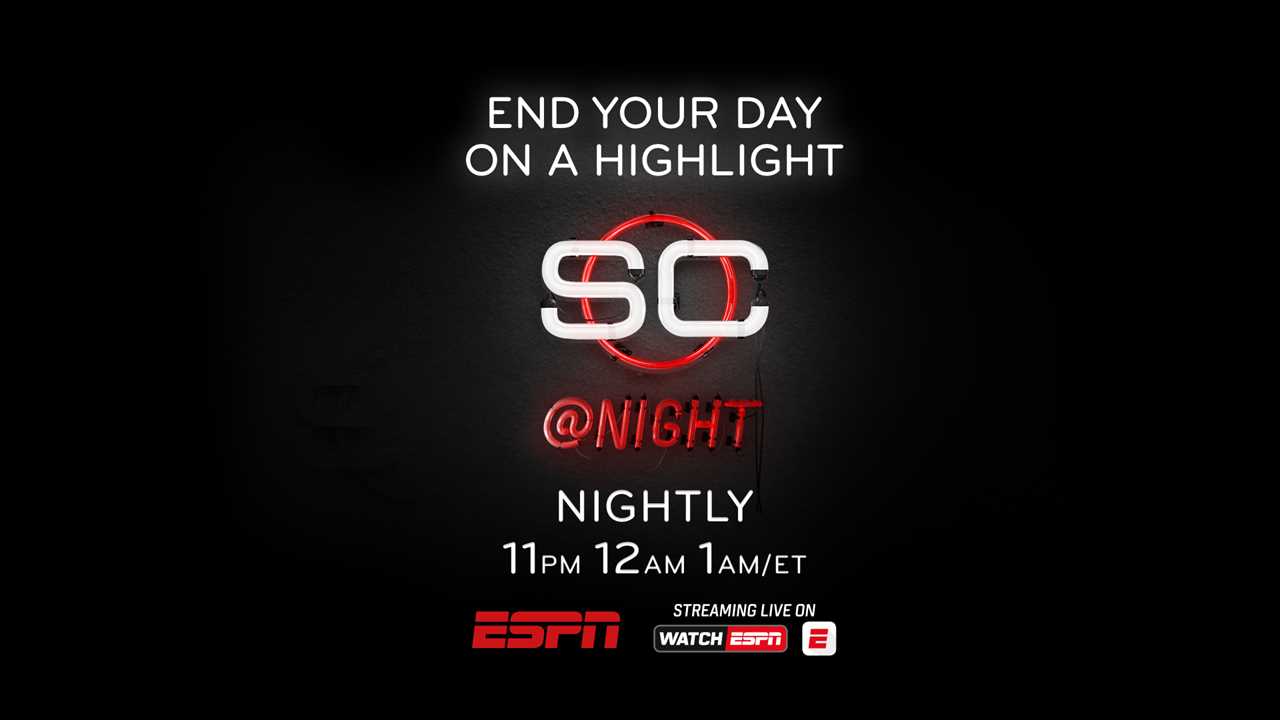 END YOUR DAY
ON A HIGHLIGHT
SC
@NIGHT
NIGHTLY
11PM 12AM 1AM/ET
ESPN
STREAMING LIVE ON
WATCH ESPN E